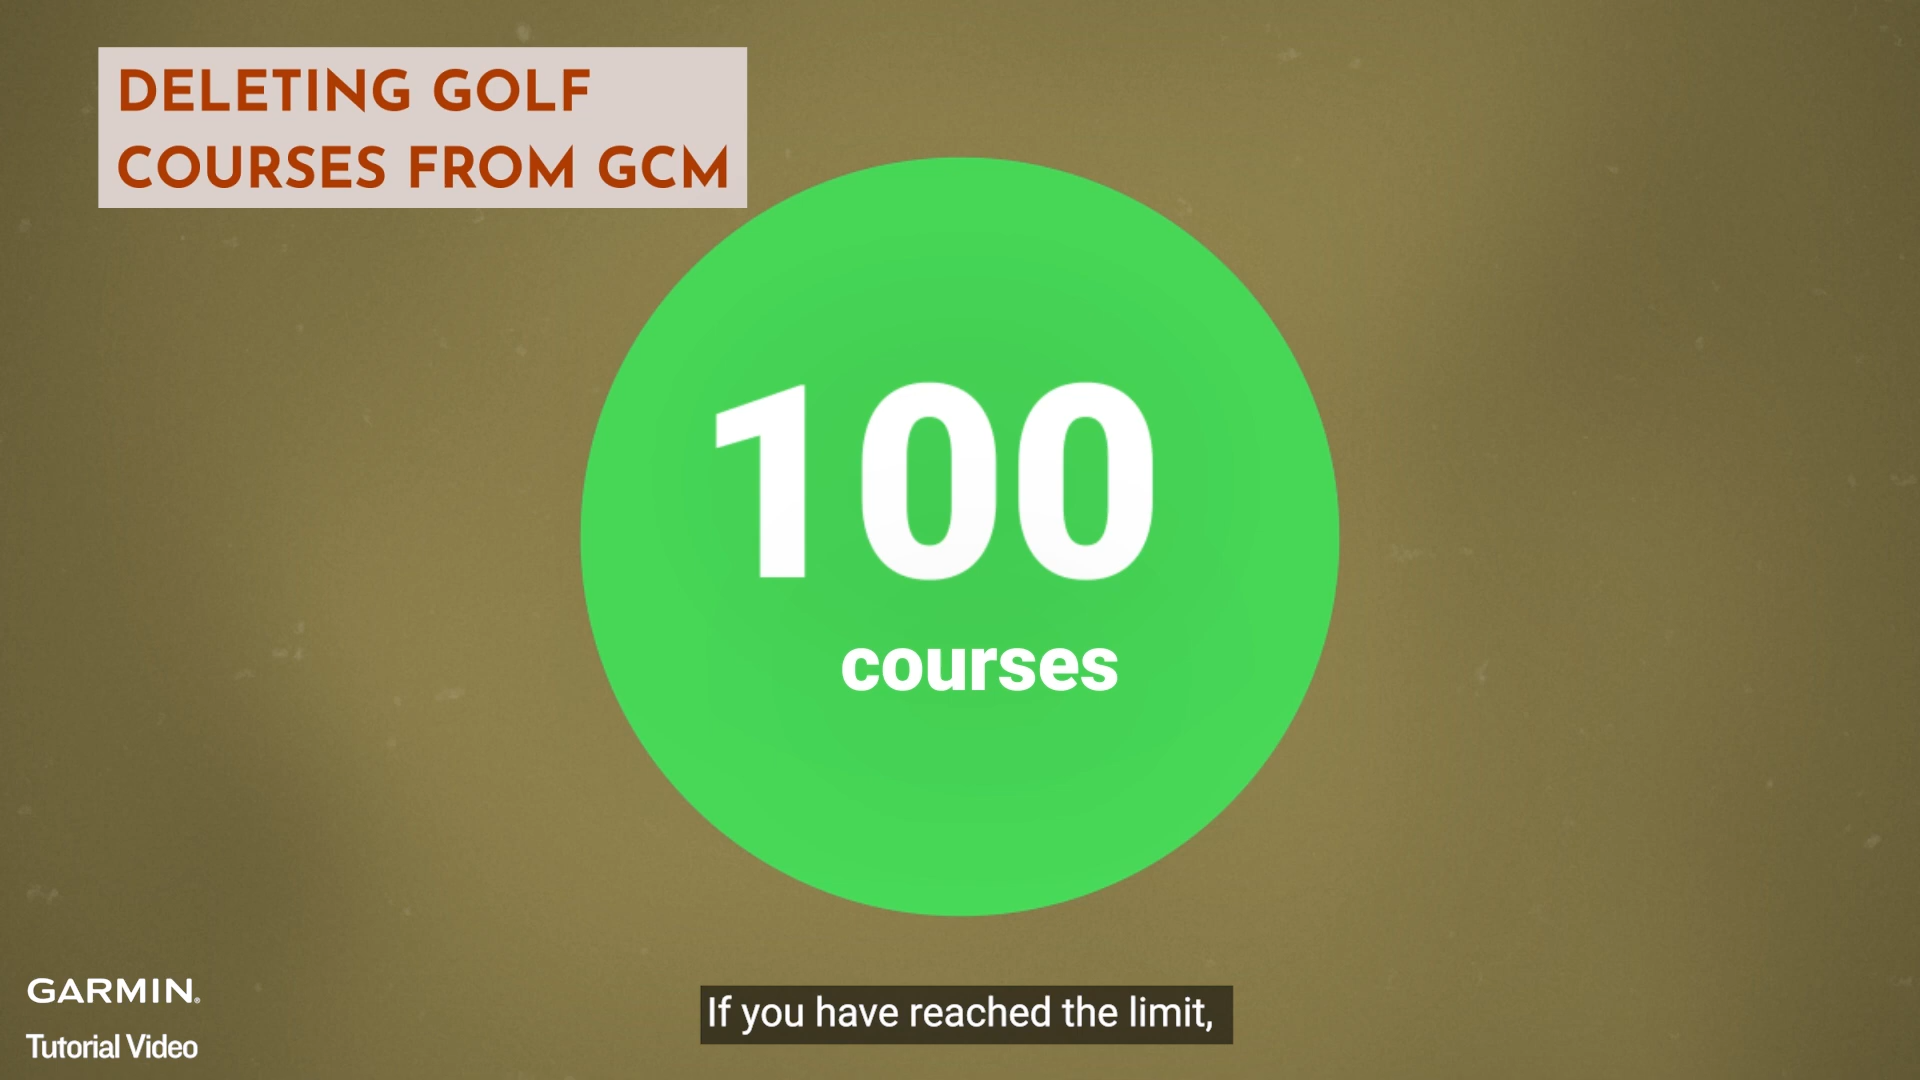 DELETING GOLF
COURSES FROM GCM
100
courses
If you have reached the limit,
GARMIN®
Tutorial Video